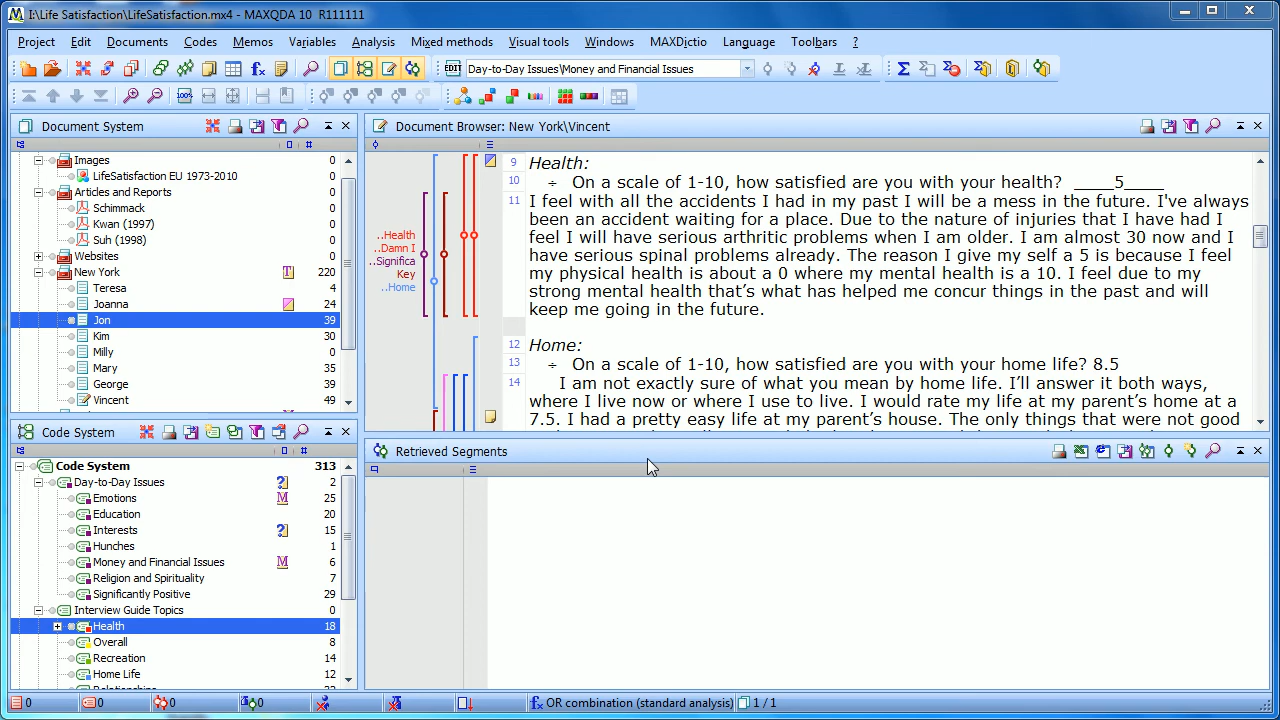 I:\Life Satisfaction\LifeSatisfaction.mx4 - MAXQDA 10  R111111
Project Edit Documents Codes Memos Variables Analysis Mixed methods Visual tools Windows MAXDictio Language Toolbars ?
EDIT Day-to-Day Issues\Money and Financial Issues
100%
Document System
Images 0
LifeSatisfaction EU 1973-2010 0
Articles and Reports 0
Schimmack 0
Kwan (1997) 0
Suh (1998) 0
Websites 0
New York T 220
Teresa 4
Joanna 24
Jon 39
Kim 30
Milly 0
Mary 35
George 39
Vincent 49
Code System
Code System 313
Day-to-Day Issues ? 2
Emotions M 25
Education 20
Interests ? 15
Hunches 1
Money and Financial Issues M 6
Religion and Spirituality 7
Significantly Positive 29
Interview Guide Topics 0
Health 18
Overall 8
Recreation 14
Home Life 12
Document Browser: New York\Vincent
..Health
..Damn I
..Significa
Key
..Home
9 Health:
10 ÷ On a scale of 1-10, how satisfied are you with your health? ____5____
11 I feel with all the accidents I had in my past I will be a mess in the future. I've always
been an accident waiting for a place. Due to the nature of injuries that I have had I
feel I will have serious arthritic problems when I am older. I am almost 30 now and I
have serious spinal problems already. The reason I give my self a 5 is because I feel
my physical health is about a 0 where my mental health is a 10. I feel due to my
strong mental health that's what has helped me concur things in the past and will
keep me going in the future.
12 Home:
13 ÷ On a scale of 1-10, how satisfied are you with your home life? 8.5
14 I am not exactly sure of what you mean by home life. I'll answer it both ways,
where I live now or where I use to live. I would rate my life at my parent's home at a
7.5. I had a pretty easy life at my parent's house. The only things that were not good
Retrieved Segments
0 0 0 0 OR combination (standard analysis) 1 / 1